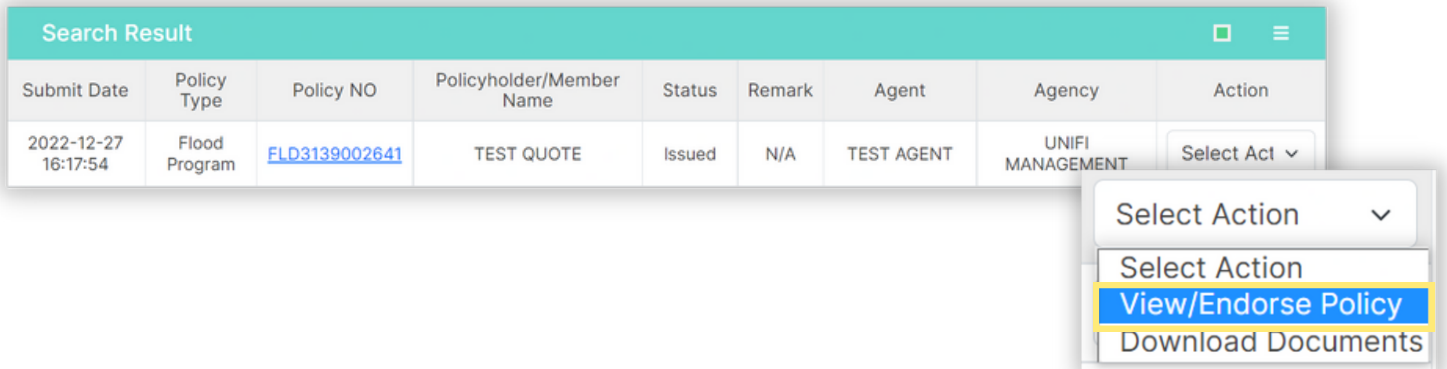 Search Result
Submit Date
Policy
Type
Policy NO
Policyholder/Member
Name
Status
Remark
Agent
Agency
Action
2022-12-27
16:17:54
Flood
Program
FLD3139002641
TEST QUOTE
Issued
N/A
TEST AGENT
UNIFI
MANAGEMENT
Select Act
Select Action
Select Action
View/Endorse Policy
Download Documents